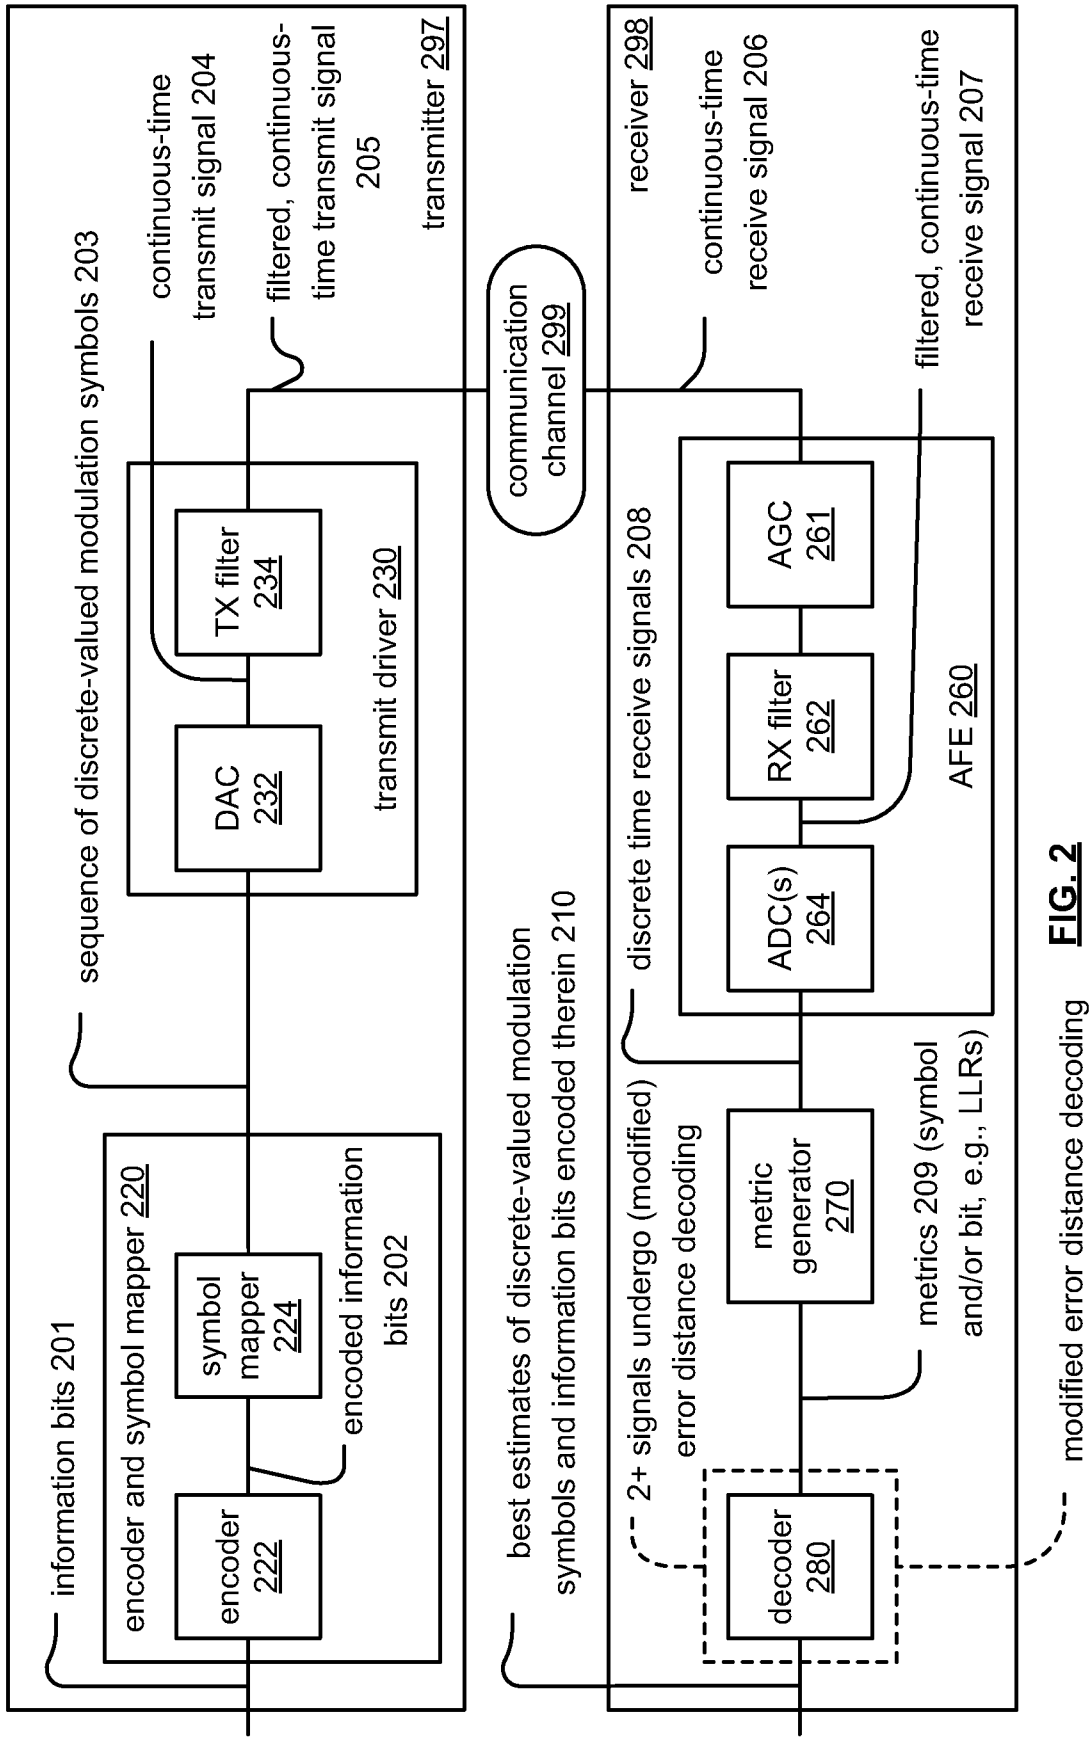 information bits 201
encoder and symbol mapper 220
encoder
222
symbol
mapper
224
encoded information
bits 202
sequence of discrete-valued modulation symbols 203
DAC
232
TX filter
234
transmit driver 230
continuous-time
transmit signal 204
filtered, continuous-
time transmit signal
205
transmitter 297
communication
channel 299
receiver 298
continuous-time
receive signal 206
filtered, continuous-time
receive signal 207
AGC
261
RX filter
262
ADC(s)
264
AFE 260
discrete time receive signals 208
metric
generator
270
metrics 209 (symbol
and/or bit, e.g., LLRs)
2+ signals undergo (modified)
error distance decoding
decoder
280
best estimates of discrete-valued modulation
symbols and information bits encoded therein 210
modified error distance decoding
FIG. 2